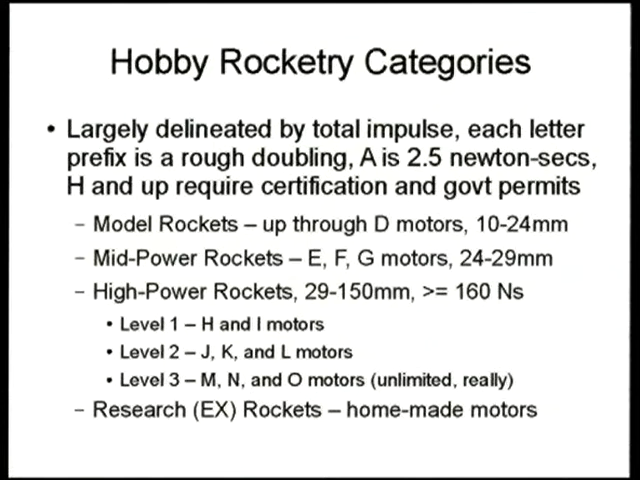 Hobby Rocketry Categories
• Largely delineated by total impulse, each letter
prefix is a rough doubling, A is 2.5 newton-secs,
H and up require certification and govt permits
– Model Rockets – up through D motors, 10-24mm
– Mid-Power Rockets – E, F, G motors, 24-29mm
– High-Power Rockets, 29-150mm, >= 160 Ns
• Level 1 – H and I motors
• Level 2 – J, K, and L motors
• Level 3 – M, N, and O motors (unlimited, really)
– Research (EX) Rockets – home-made motors